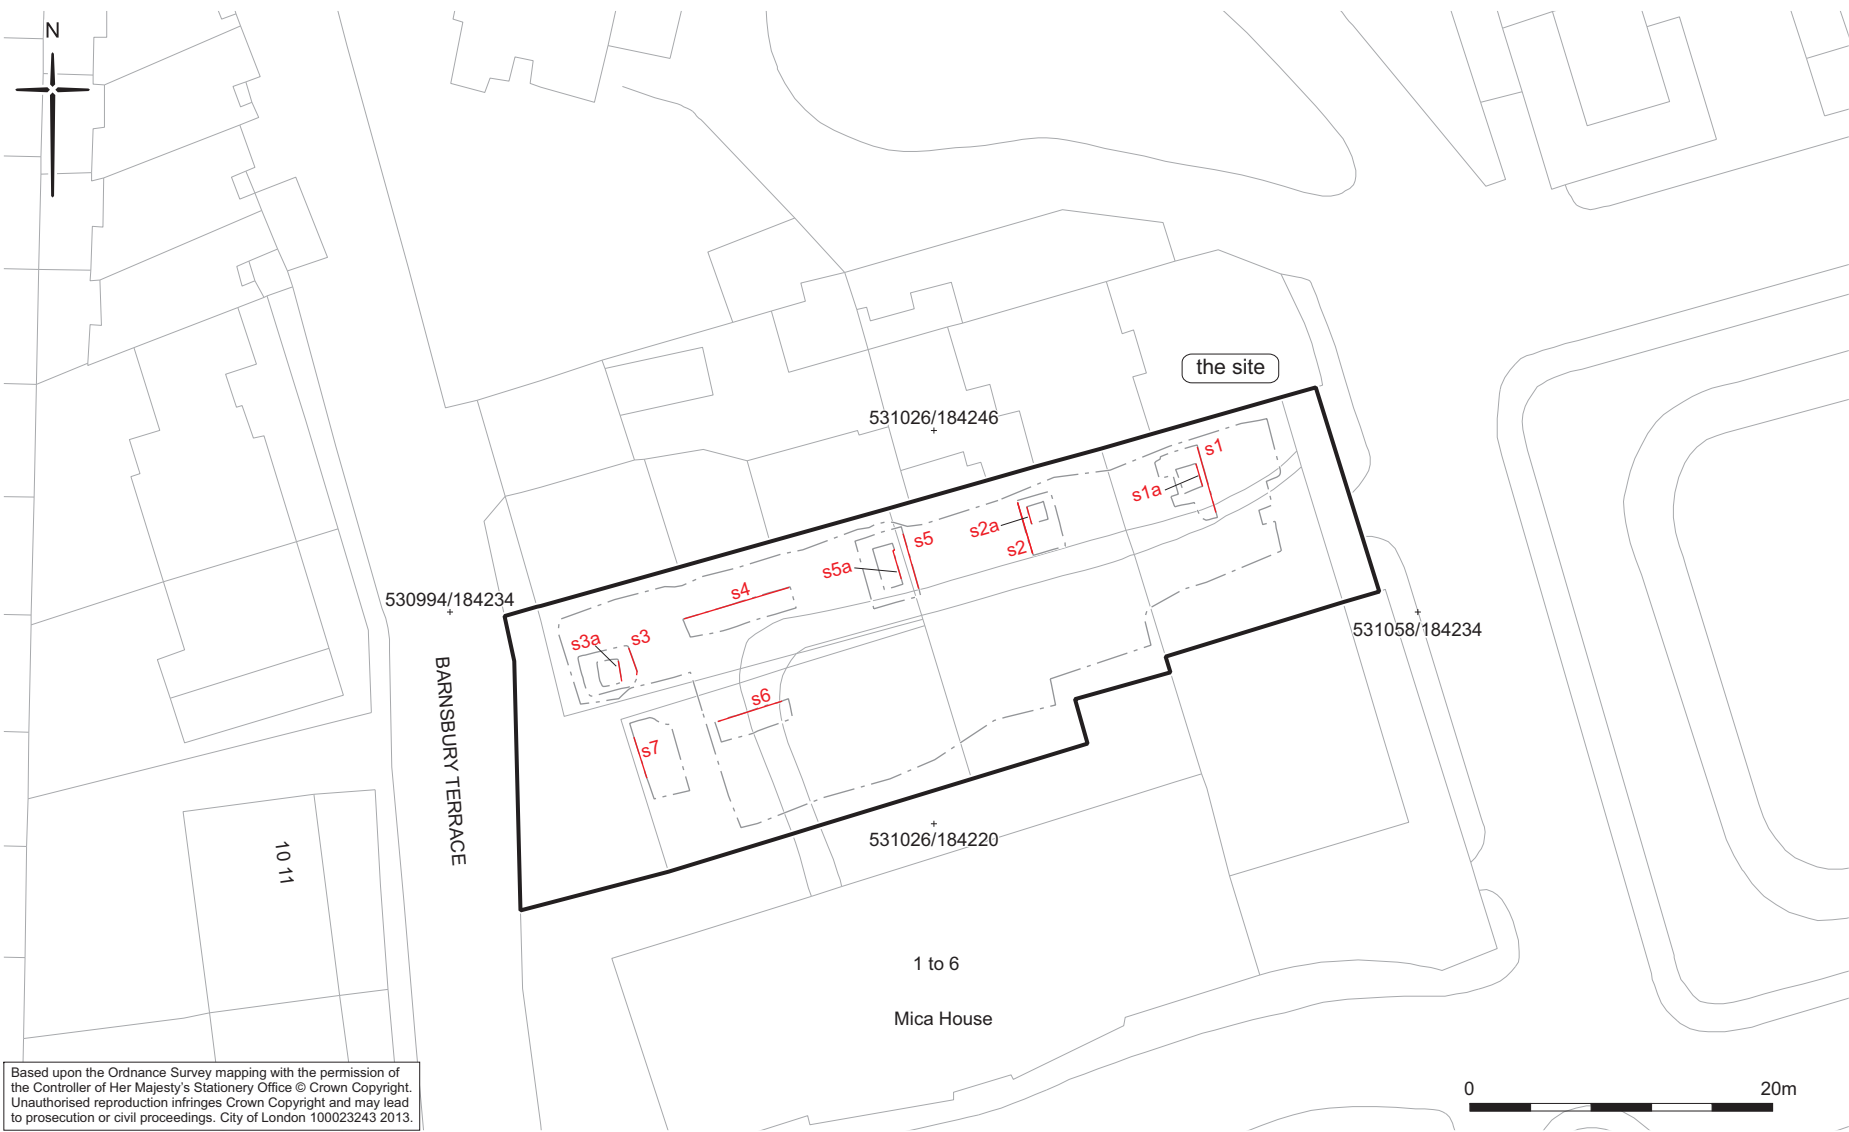 N
the site
531026/184246
s1
s1a
s2a
s5
s2
s5a
s4
530994/184234
531058/184234
s3a
s3
BARNSBURY TERRACE
s6
s7
531026/184220
10 11
1 to 6
Mica House
Based upon the Ordnance Survey mapping with the permission of
the Controller of Her Majesty's Stationery Office © Crown Copyright.
Unauthorised reproduction infringes Crown Copyright and may lead
to prosecution or civil proceedings. City of London 100023243 2013.
0 20m